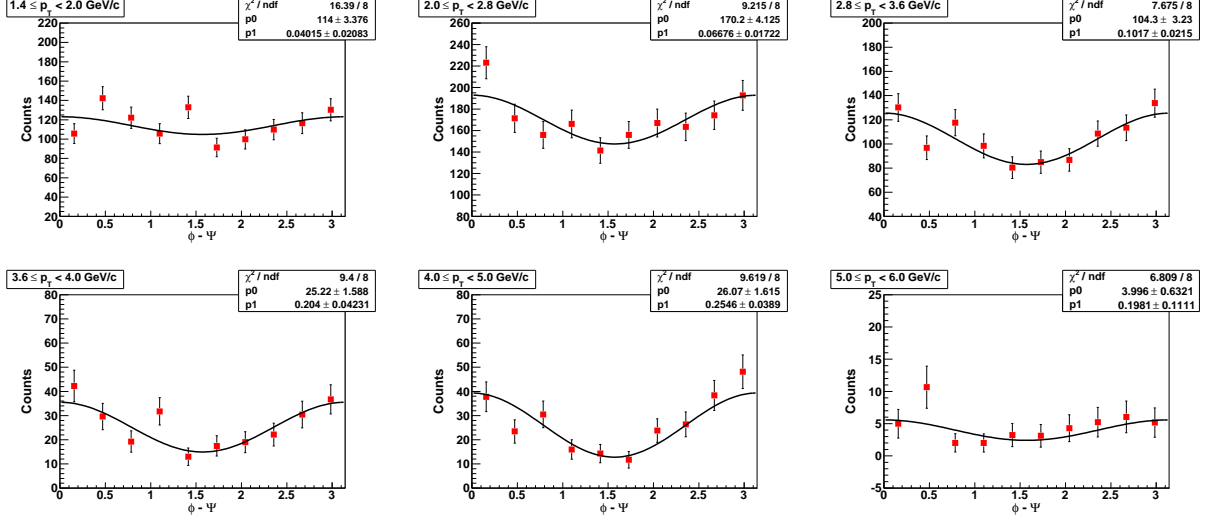 1.4 ≤ p_T < 2.0 GeV/c
χ² / ndf 16.39 / 8
p0 114 ± 3.376
p1 0.04015 ± 0.02083
Counts
220
200
180
160
140
120
100
80
60
40
20
0 0.5 1 1.5 2 2.5 3
ϕ - Ψ
2.0 ≤ p_T < 2.8 GeV/c
χ² / ndf 9.215 / 8
p0 170.2 ± 4.125
p1 0.06676 ± 0.01722
Counts
260
240
220
200
180
160
140
120
100
80
0 0.5 1 1.5 2 2.5 3
ϕ - Ψ
2.8 ≤ p_T < 3.6 GeV/c
χ² / ndf 7.675 / 8
p0 104.3 ± 3.23
p1 0.1017 ± 0.0215
Counts
200
180
160
140
120
100
80
60
40
0 0.5 1 1.5 2 2.5 3
ϕ - Ψ
3.6 ≤ p_T < 4.0 GeV/c
χ² / ndf 9.4 / 8
p0 25.22 ± 1.588
p1 0.204 ± 0.04231
Counts
80
70
60
50
40
30
20
10
0
0 0.5 1 1.5 2 2.5 3
ϕ - Ψ
4.0 ≤ p_T < 5.0 GeV/c
χ² / ndf 9.619 / 8
p0 26.07 ± 1.615
p1 0.2546 ± 0.0389
Counts
80
70
60
50
40
30
20
10
0
0 0.5 1 1.5 2 2.5 3
ϕ - Ψ
5.0 ≤ p_T < 6.0 GeV/c
χ² / ndf 6.809 / 8
p0 3.996 ± 0.6321
p1 0.1981 ± 0.1111
Counts
25
20
15
10
5
0
-5
0 0.5 1 1.5 2 2.5 3
ϕ - Ψ